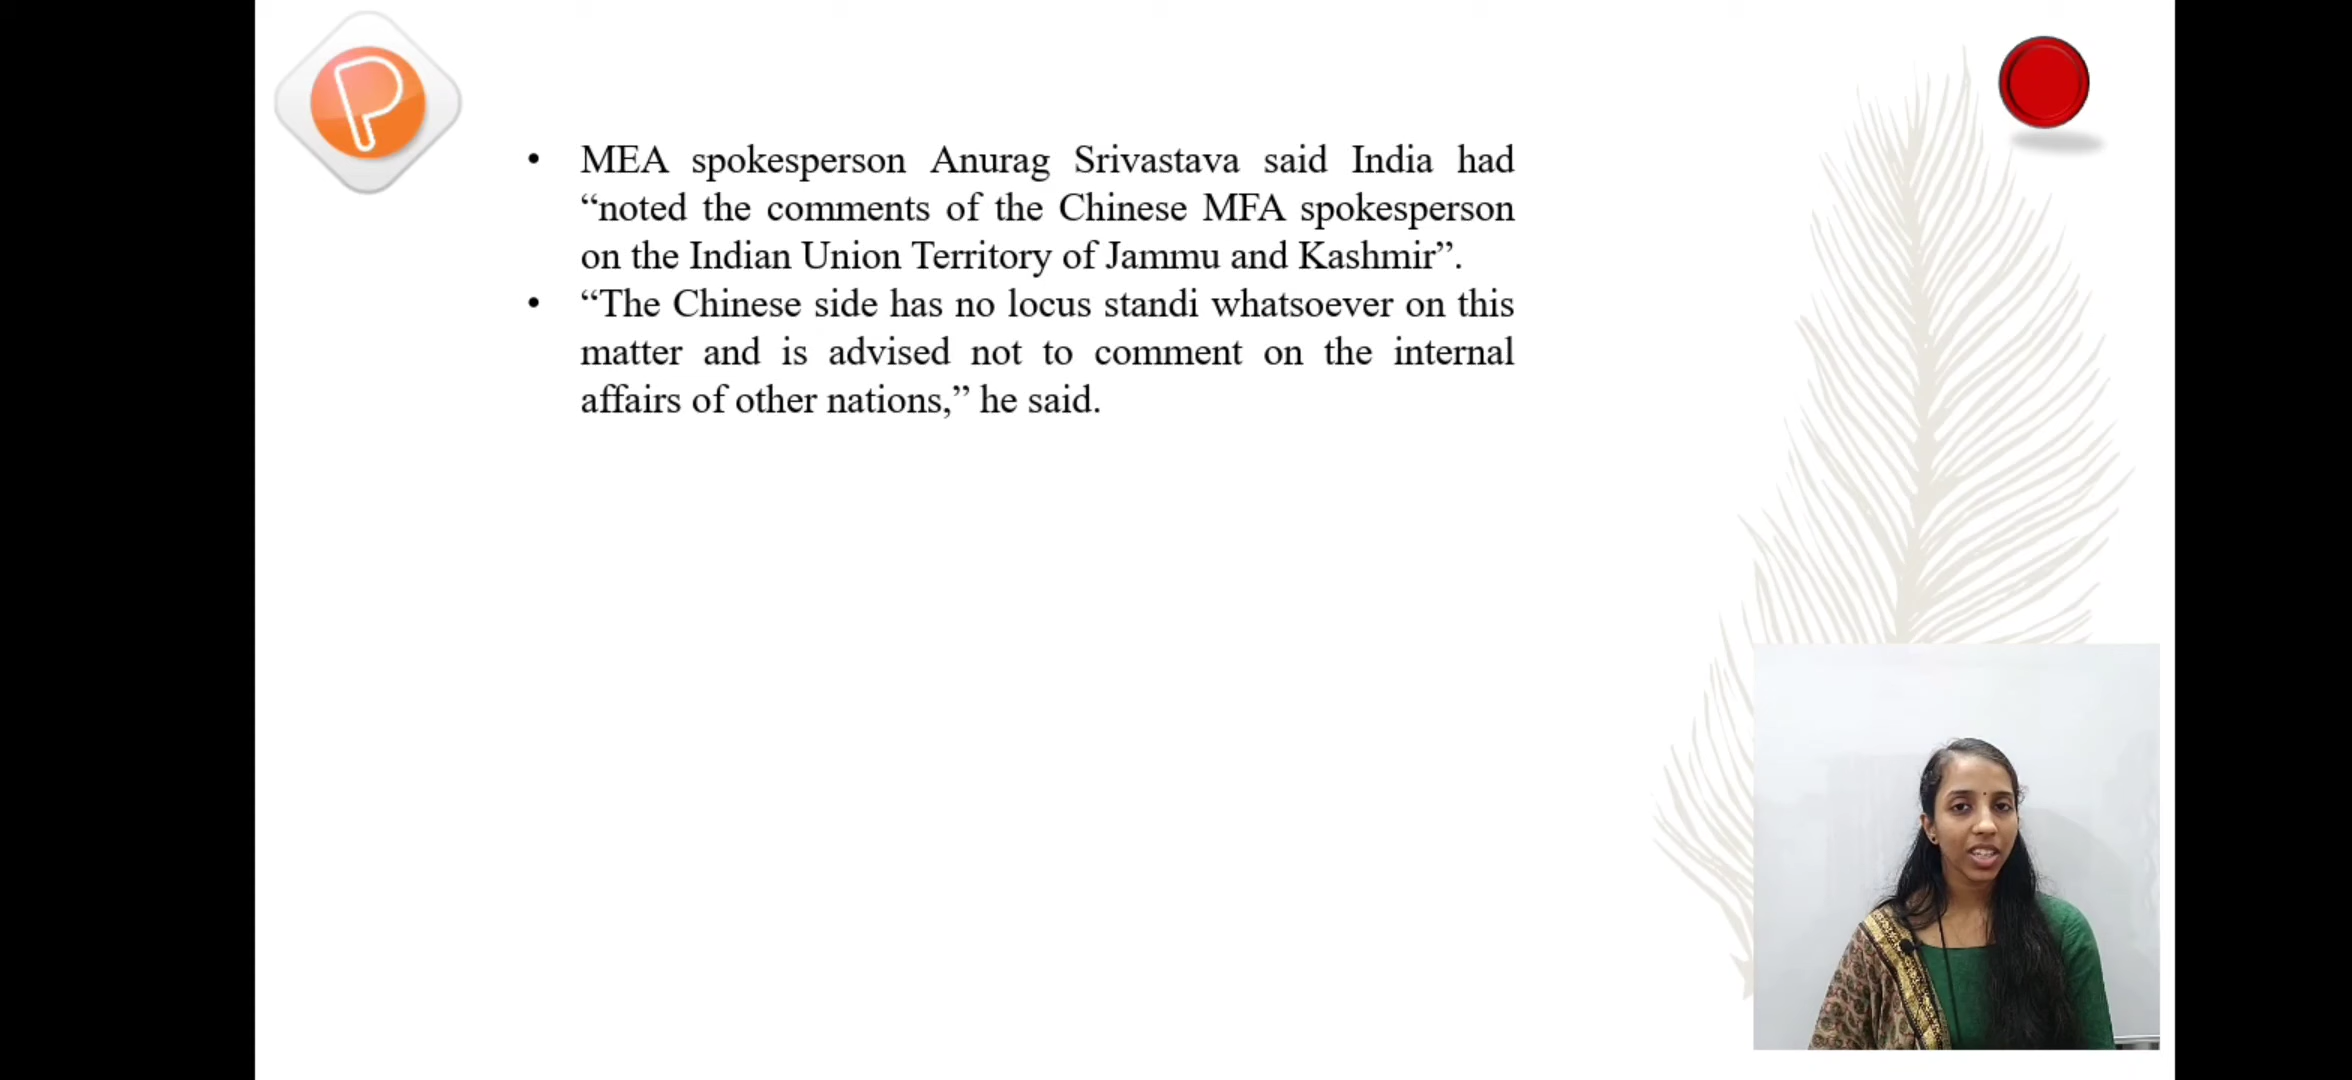 • MEA spokesperson Anurag Srivastava said India had
“noted the comments of the Chinese MFA spokesperson
on the Indian Union Territory of Jammu and Kashmir”.
• “The Chinese side has no locus standi whatsoever on this
matter and is advised not to comment on the internal
affairs of other nations,” he said.